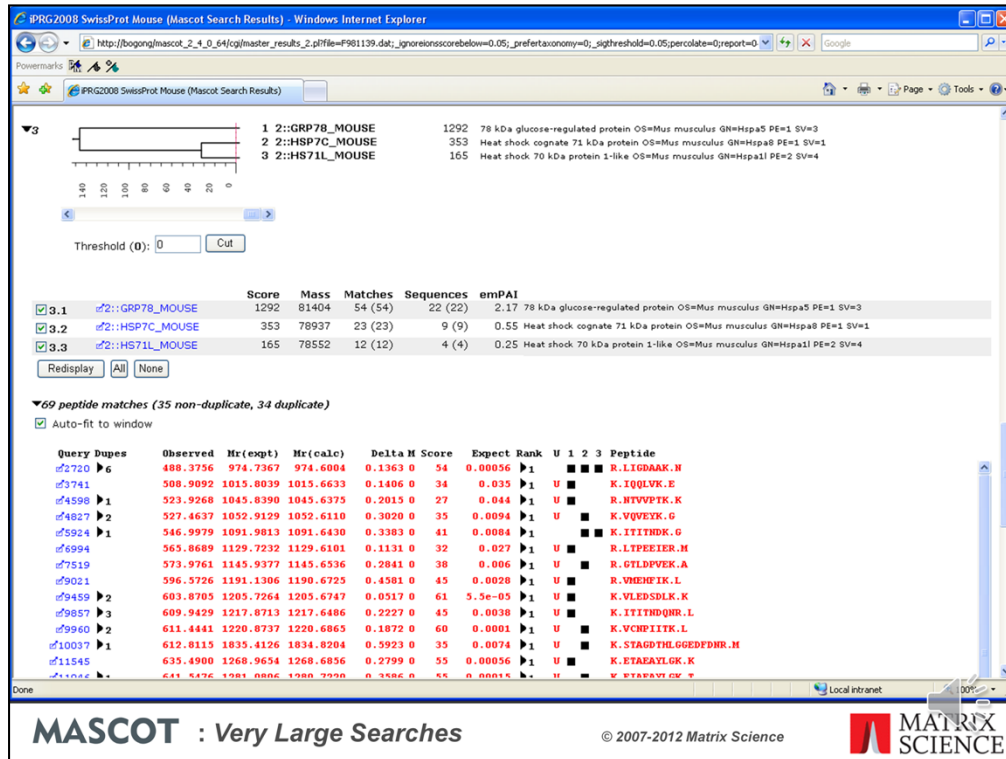 iPRG2008 SwissProt Mouse (Mascot Search Results) - Windows Internet Explorer
http://bogong/mascot_2_4_0_64/cgi/master_results_2.pl?file=F981139.dat;_ignoreionsscorebelow=0.05;_prefertaxonomy=0;_sigthreshold=0.05;percolate=0;report=0 Google
Powermarks
iPRG2008 SwissProt Mouse (Mascot Search Results) Page Tools
3 1 2::GRP78_MOUSE 1292 78 kDa glucose-regulated protein OS=Mus musculus GN=Hspa5 PE=1 SV=3
2 2::HSP7C_MOUSE 353 Heat shock cognate 71 kDa protein OS=Mus musculus GN=Hspa8 PE=1 SV=1
3 2::HS71L_MOUSE 165 Heat shock 70 kDa protein 1-like OS=Mus musculus GN=Hspa1l PE=2 SV=4
140 120 100 80 60 40 20 0
Threshold (0): 0 Cut
Score Mass Matches Sequences emPAI
3.1 2::GRP78_MOUSE 1292 81404 54 (54) 22 (22) 2.17 78 kDa glucose-regulated protein OS=Mus musculus GN=Hspa5 PE=1 SV=3
3.2 2::HSP7C_MOUSE 353 78937 23 (23) 9 (9) 0.55 Heat shock cognate 71 kDa protein OS=Mus musculus GN=Hspa8 PE=1 SV=1
3.3 2::HS71L_MOUSE 165 78552 12 (12) 4 (4) 0.25 Heat shock 70 kDa protein 1-like OS=Mus musculus GN=Hspa1l PE=2 SV=4
Redisplay All None
69 peptide matches (35 non-duplicate, 34 duplicate)
Auto-fit to window
Query Dupes Observed Mr(expt) Mr(calc) Delta M Score Expect Rank U 1 2 3 Peptide
2720 6 488.3756 974.7367 974.6004 0.1363 0 54 0.00056 1 R.LIGDAAK.N
3741 508.9092 1015.8039 1015.6633 0.1406 0 34 0.035 1 U K.IQQLVK.E
4598 1 523.9268 1045.8390 1045.6375 0.2015 0 27 0.044 1 U R.NTVVPTK.K
4827 2 527.4637 1052.9129 1052.6110 0.3020 0 35 0.0094 1 U K.VQVEYK.G
5924 1 546.9979 1091.9813 1091.6430 0.3383 0 41 0.0084 1 K.ITITNDK.G
6994 565.8689 1129.7232 1129.6101 0.1131 0 32 0.027 1 U R.LTPEEIER.M
7519 573.9761 1145.9377 1145.6536 0.2841 0 38 0.006 1 U R.GTLDPVEK.A
9021 596.5726 1191.1306 1190.6725 0.4581 0 45 0.0028 1 U R.VMEHFIK.L
9459 2 603.8705 1205.7264 1205.6747 0.0517 0 61 5.5e-05 1 U K.VLEDSDLK.K
9857 3 609.9429 1217.8713 1217.6486 0.2227 0 45 0.0038 1 U K.ITITNDQNR.L
9960 2 611.4441 1220.8737 1220.6865 0.1872 0 60 0.0001 1 U K.VCNPIITK.L
10037 1 612.8115 1835.4126 1834.8204 0.5923 0 35 0.0074 1 U K.STAGDTHLGGEDFDNR.M
11545 635.4900 1268.9654 1268.6856 0.2799 0 55 0.00056 1 U K.ETAEAYLGK.K
Done Local intranet 100%
MASCOT : Very Large Searches © 2007-2012 Matrix Science MATRIX
SCIENCE